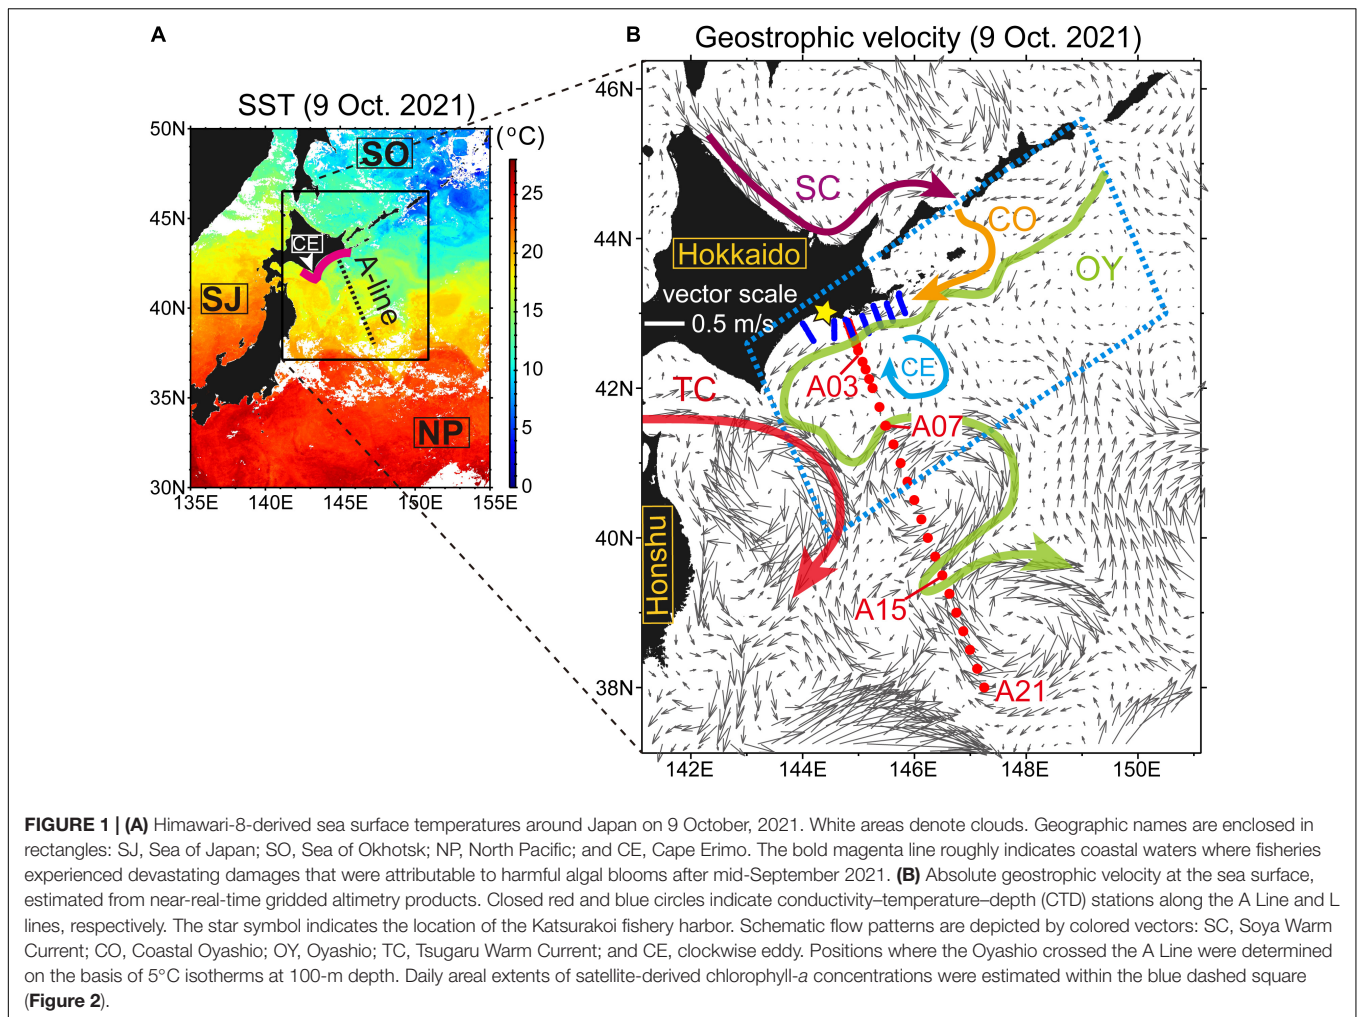 A
SST (9 Oct. 2021)
(°C)
50N
45N
40N
35N
30N
135E
140E
145E
150E
155E
25
20
15
10
5
0
SO
CE
A-line
SJ
NP
B
Geostrophic velocity (9 Oct. 2021)
46N
44N
42N
40N
38N
142E
144E
146E
148E
150E
SC
CO
OY
Hokkaido
vector scale
0.5 m/s
CE
TC
A03
A07
Honshu
A15
A21
FIGURE 1 | (A) Himawari-8-derived sea surface temperatures around Japan on 9 October, 2021. White areas denote clouds. Geographic names are enclosed in
rectangles: SJ, Sea of Japan; SO, Sea of Okhotsk; NP, North Pacific; and CE, Cape Erimo. The bold magenta line roughly indicates coastal waters where fisheries
experienced devastating damages that were attributable to harmful algal blooms after mid-September 2021. (B) Absolute geostrophic velocity at the sea surface,
estimated from near-real-time gridded altimetry products. Closed red and blue circles indicate conductivity–temperature–depth (CTD) stations along the A Line and L
lines, respectively. The star symbol indicates the location of the Katsurakoi fishery harbor. Schematic flow patterns are depicted by colored vectors: SC, Soya Warm
Current; CO, Coastal Oyashio; OY, Oyashio; TC, Tsugaru Warm Current; and CE, clockwise eddy. Positions where the Oyashio crossed the A Line were determined
on the basis of 5°C isotherms at 100-m depth. Daily areal extents of satellite-derived chlorophyll-a concentrations were estimated within the blue dashed square
(Figure 2).